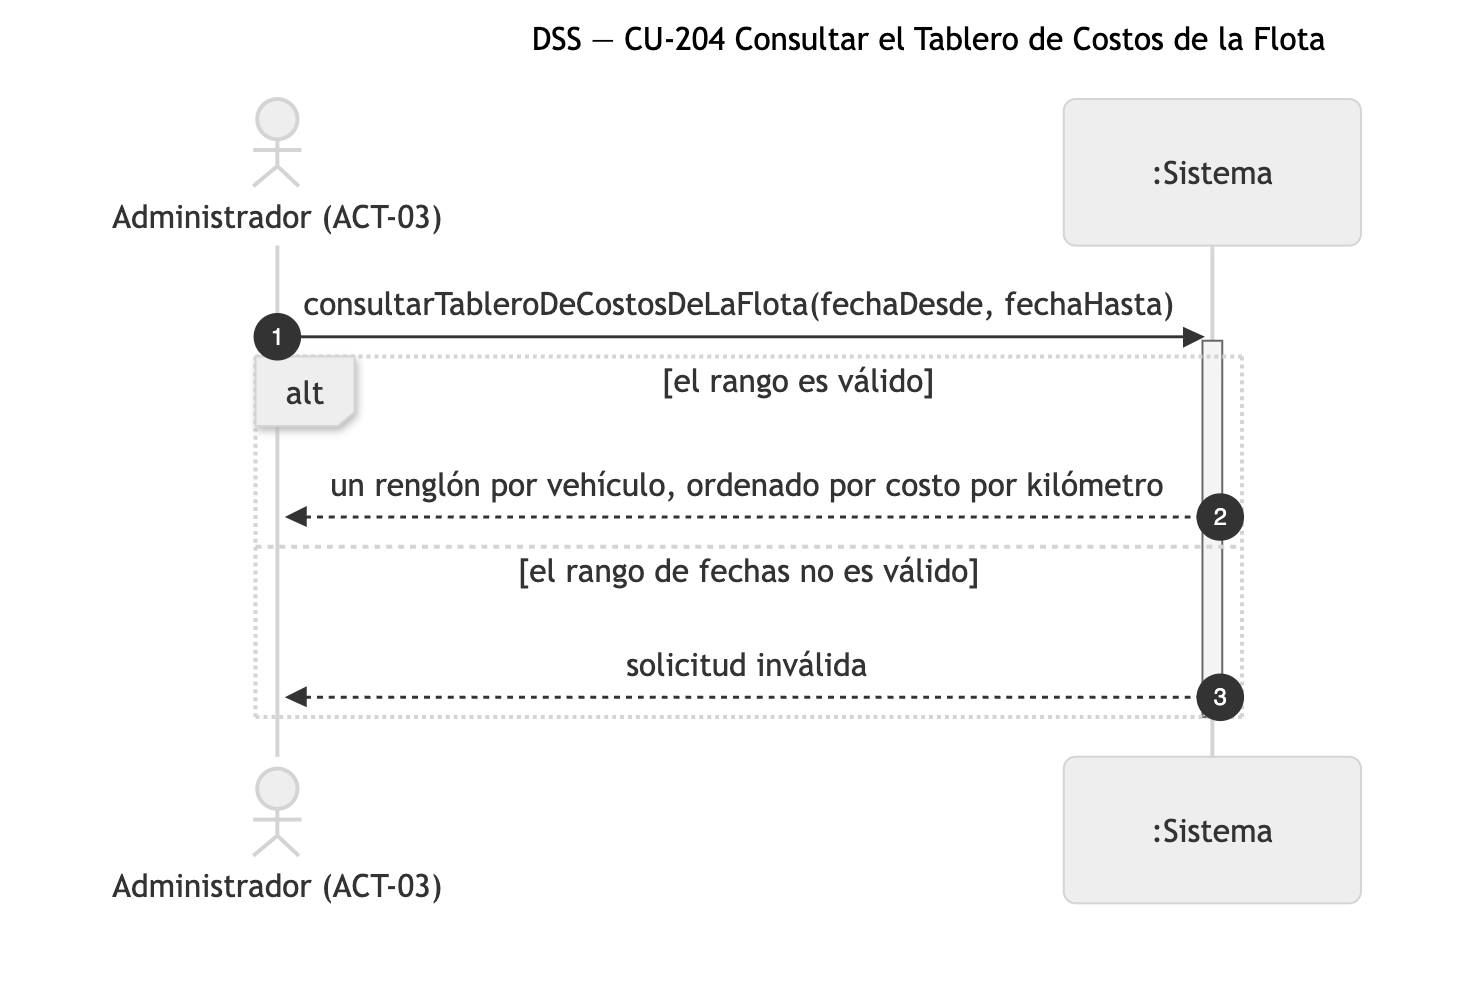 DSS — CU-204 Consultar el Tablero de Costos de la Flota
Administrador (ACT-03)
:Sistema
consultarTableroDeCostosDeLaFlota(fechaDesde, fechaHasta)
1
alt
[el rango es válido]
un renglón por vehículo, ordenado por costo por kilómetro
2
[el rango de fechas no es válido]
solicitud inválida
3
Administrador (ACT-03)
:Sistema